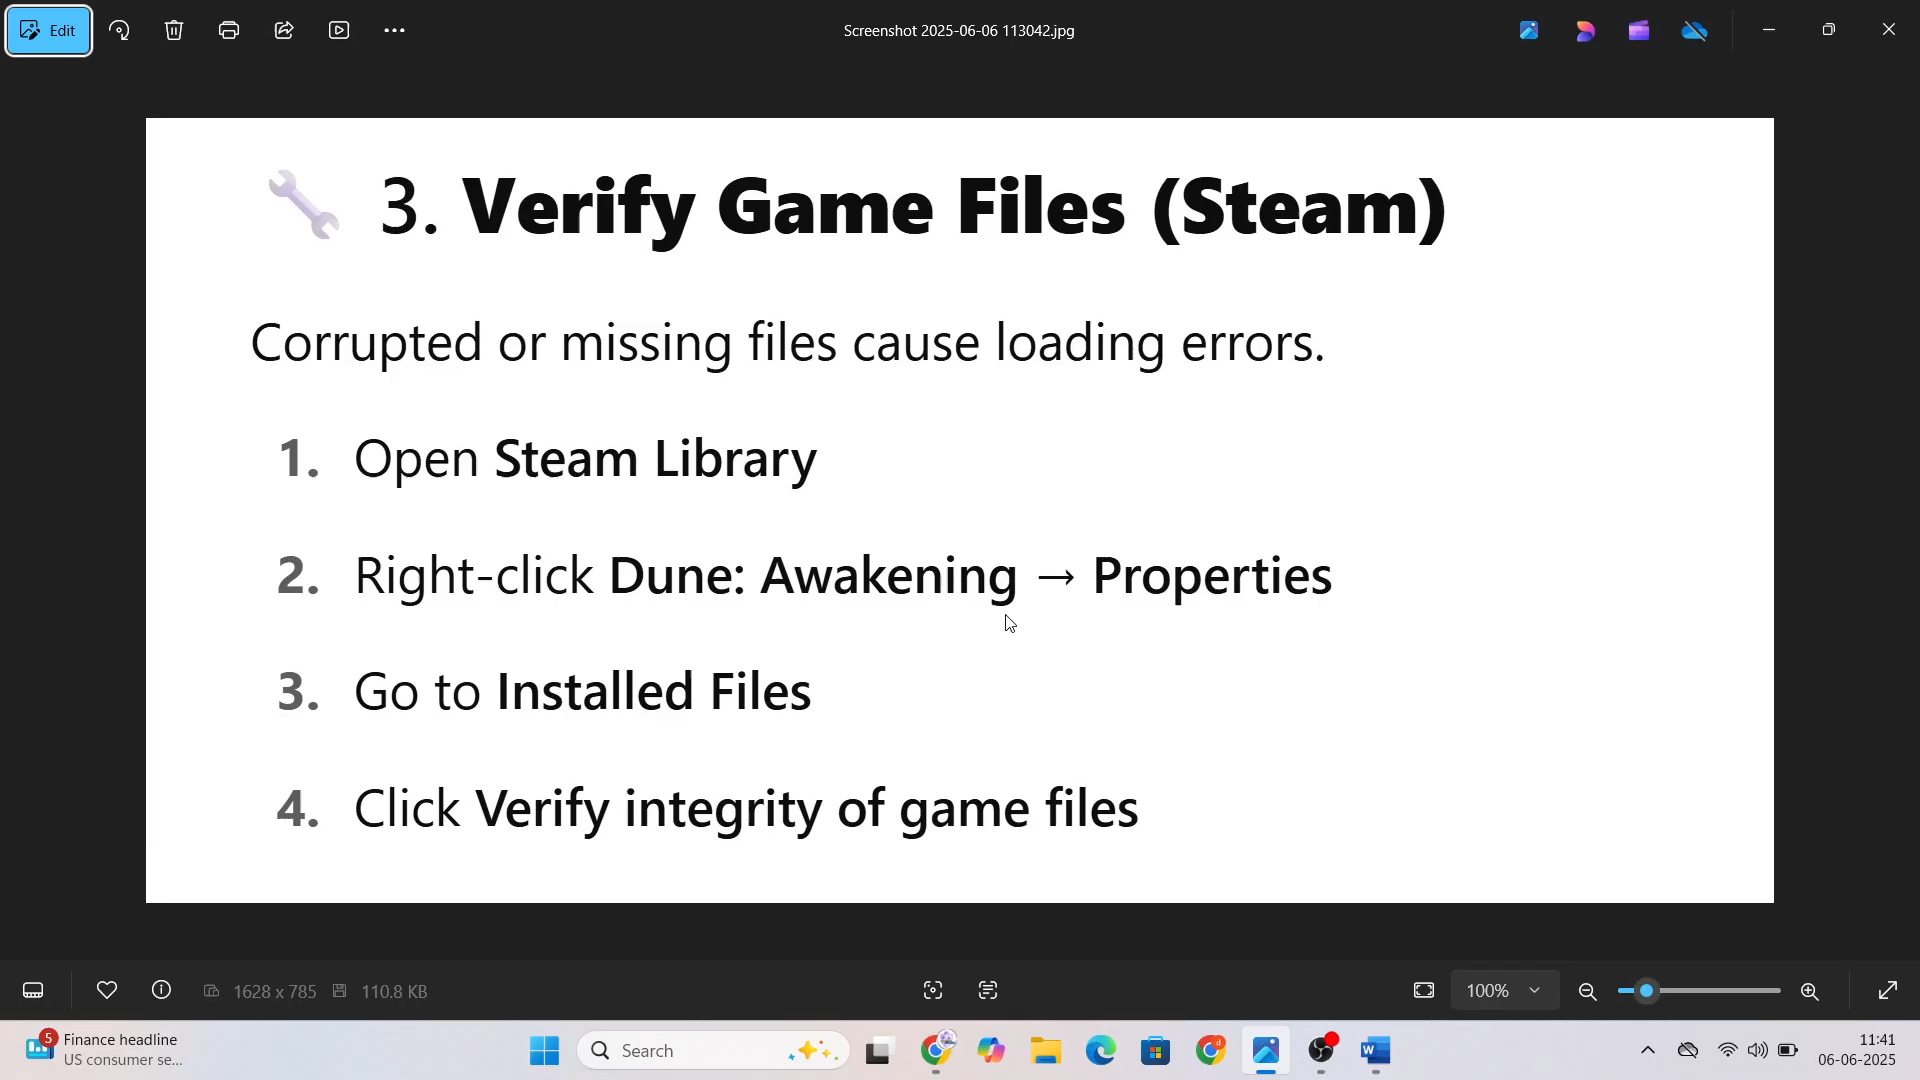 Edit
Screenshot 2025-06-06 113042.jpg
3. Verify Game Files (Steam)
Corrupted or missing files cause loading errors.
1. Open Steam Library
2. Right-click Dune: Awakening → Properties
3. Go to Installed Files
4. Click Verify integrity of game files
1628 x 785
110.8 KB
100%
5
Finance headline
US consumer se...
Search
d
W
11:41
06-06-2025